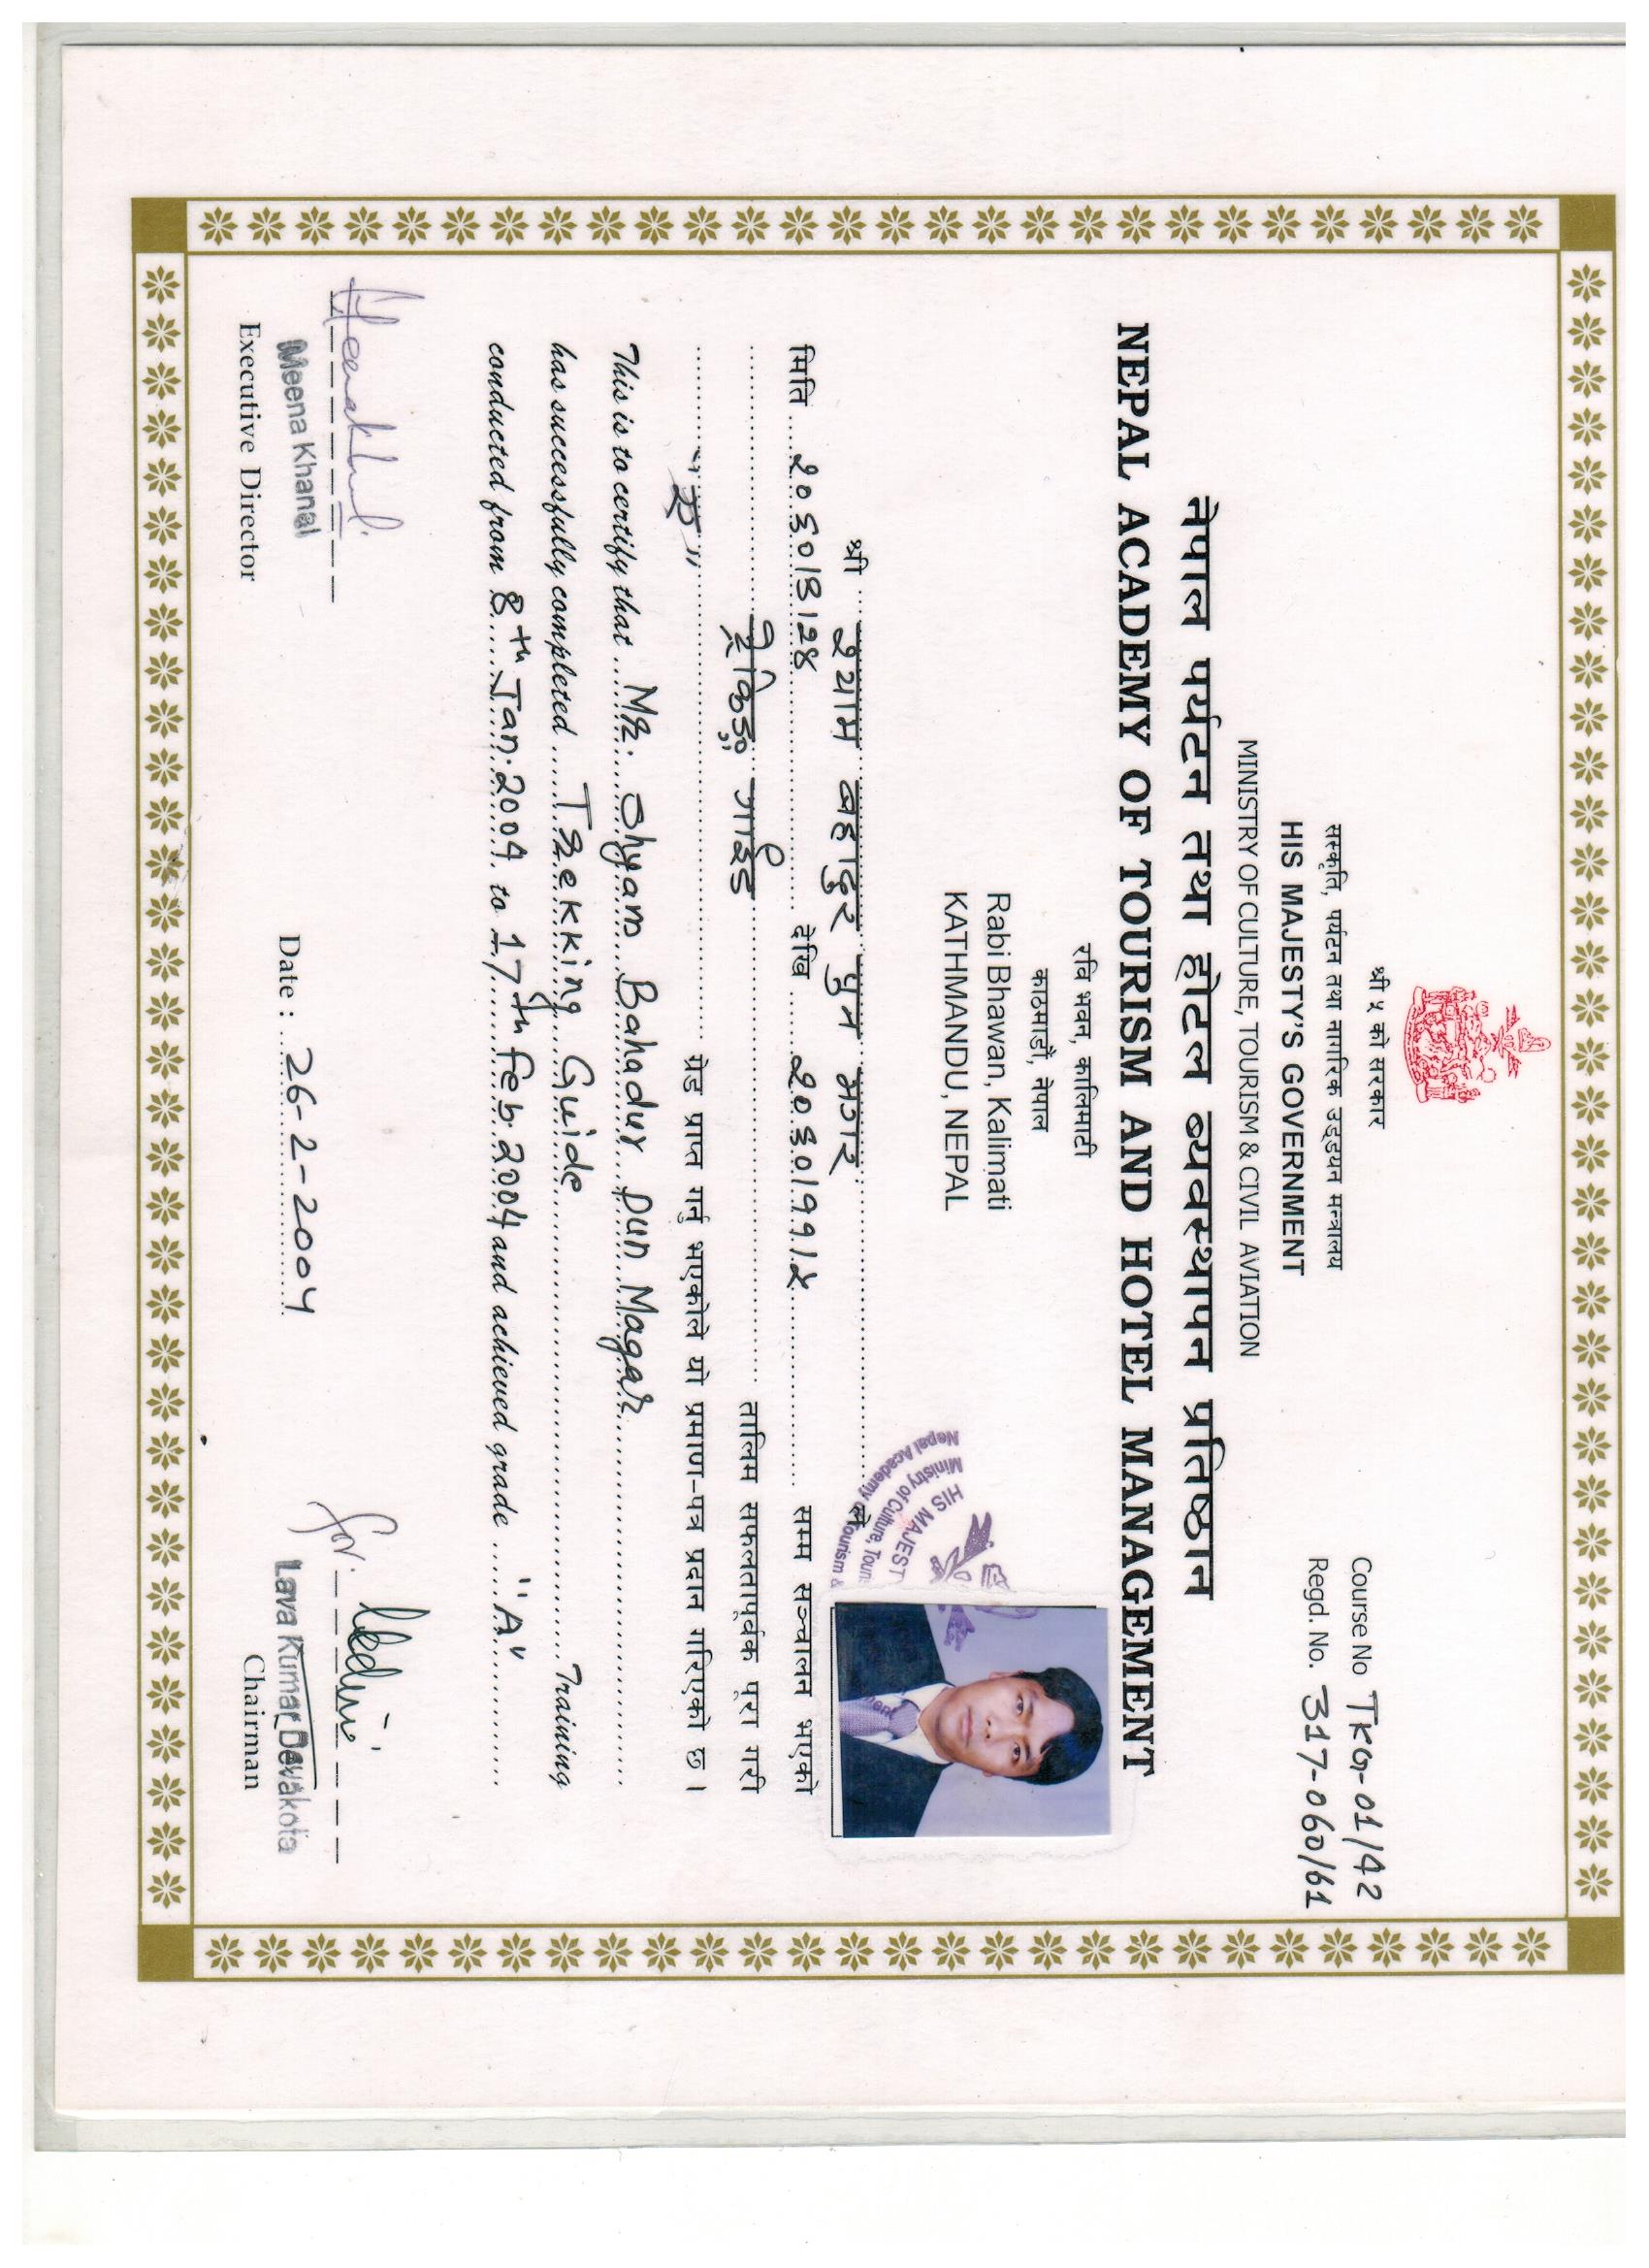 श्री ५ को सरकार
सस्कृति, पर्यटन तथा नागरिक उड्डयन मन्त्रालय
HIS MAJESTY'S GOVERNMENT
MINISTRY OF CULTURE, TOURISM & CIVIL AVIATION
Course No TKG-01/42
Regd. No. 317-060/61
नेपाल पर्यटन तथा होटल ब्यवस्थापन प्रतिष्ठान
NEPAL ACADEMY OF TOURISM AND HOTEL MANAGEMENT
रवि भवन, कालिमाटी
काठमाडौं, नेपाल
Rabi Bhawan, Kalimati
KATHMANDU, NEPAL
HIS MAJEST
Ministry of Culture, Touri
Nepal Academy of Tourism &
श्री श्याम बहादुर पुन मगर ले
मिति २०६०।९।२४ देखि २०६०।११।५ सम्म सञ्चालन भएको
ट्रेकिङ्ग गाईड तालिम सफलतापूर्वक पूरा गरी
"ए" ग्रेड प्राप्त गर्नु भएकोले यो प्रमाण-पत्र प्रदान गरिएको छ ।
This is to certify that Mr. Shyam Bahadur Pun Magar
has successfully completed Trekking Guide Training
conducted from 8th Jan. 2004 to 17th Feb. 2004 and achieved grade "A"
Meena Khanal
Executive Director
Date : 26-2-2004
for.
Lava Kumar Devakota
Chairman